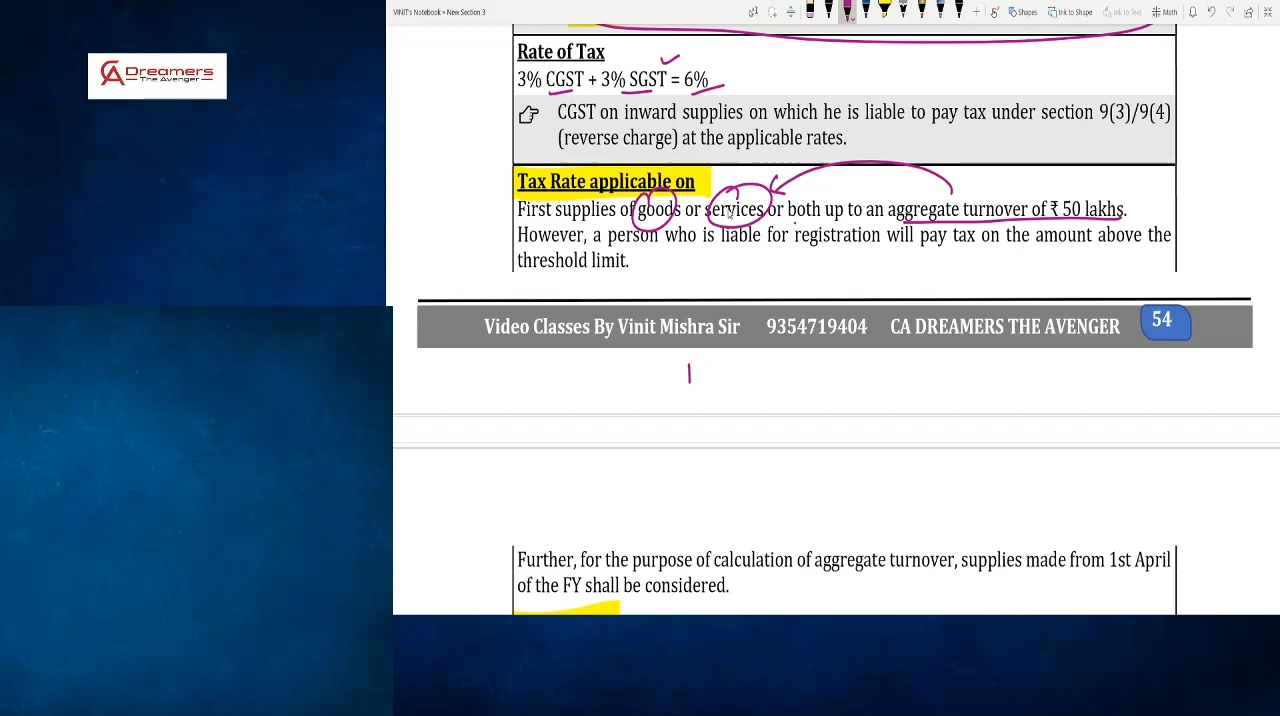 VINIT's Notebook » New Section 3
Shapes
Ink to Shape
Ink to Text
Math
CA Dreamers
The Avenger
Rate of Tax
3% CGST + 3% SGST = 6%
CGST on inward supplies on which he is liable to pay tax under section 9(3)/9(4)
(reverse charge) at the applicable rates.
Tax Rate applicable on
First supplies of goods or services or both up to an aggregate turnover of ₹ 50 lakhs.
However, a person who is liable for registration will pay tax on the amount above the
threshold limit.
Video Classes By Vinit Mishra Sir 9354719404 CA DREAMERS THE AVENGER 54
Further, for the purpose of calculation of aggregate turnover, supplies made from 1st April
of the FY shall be considered.